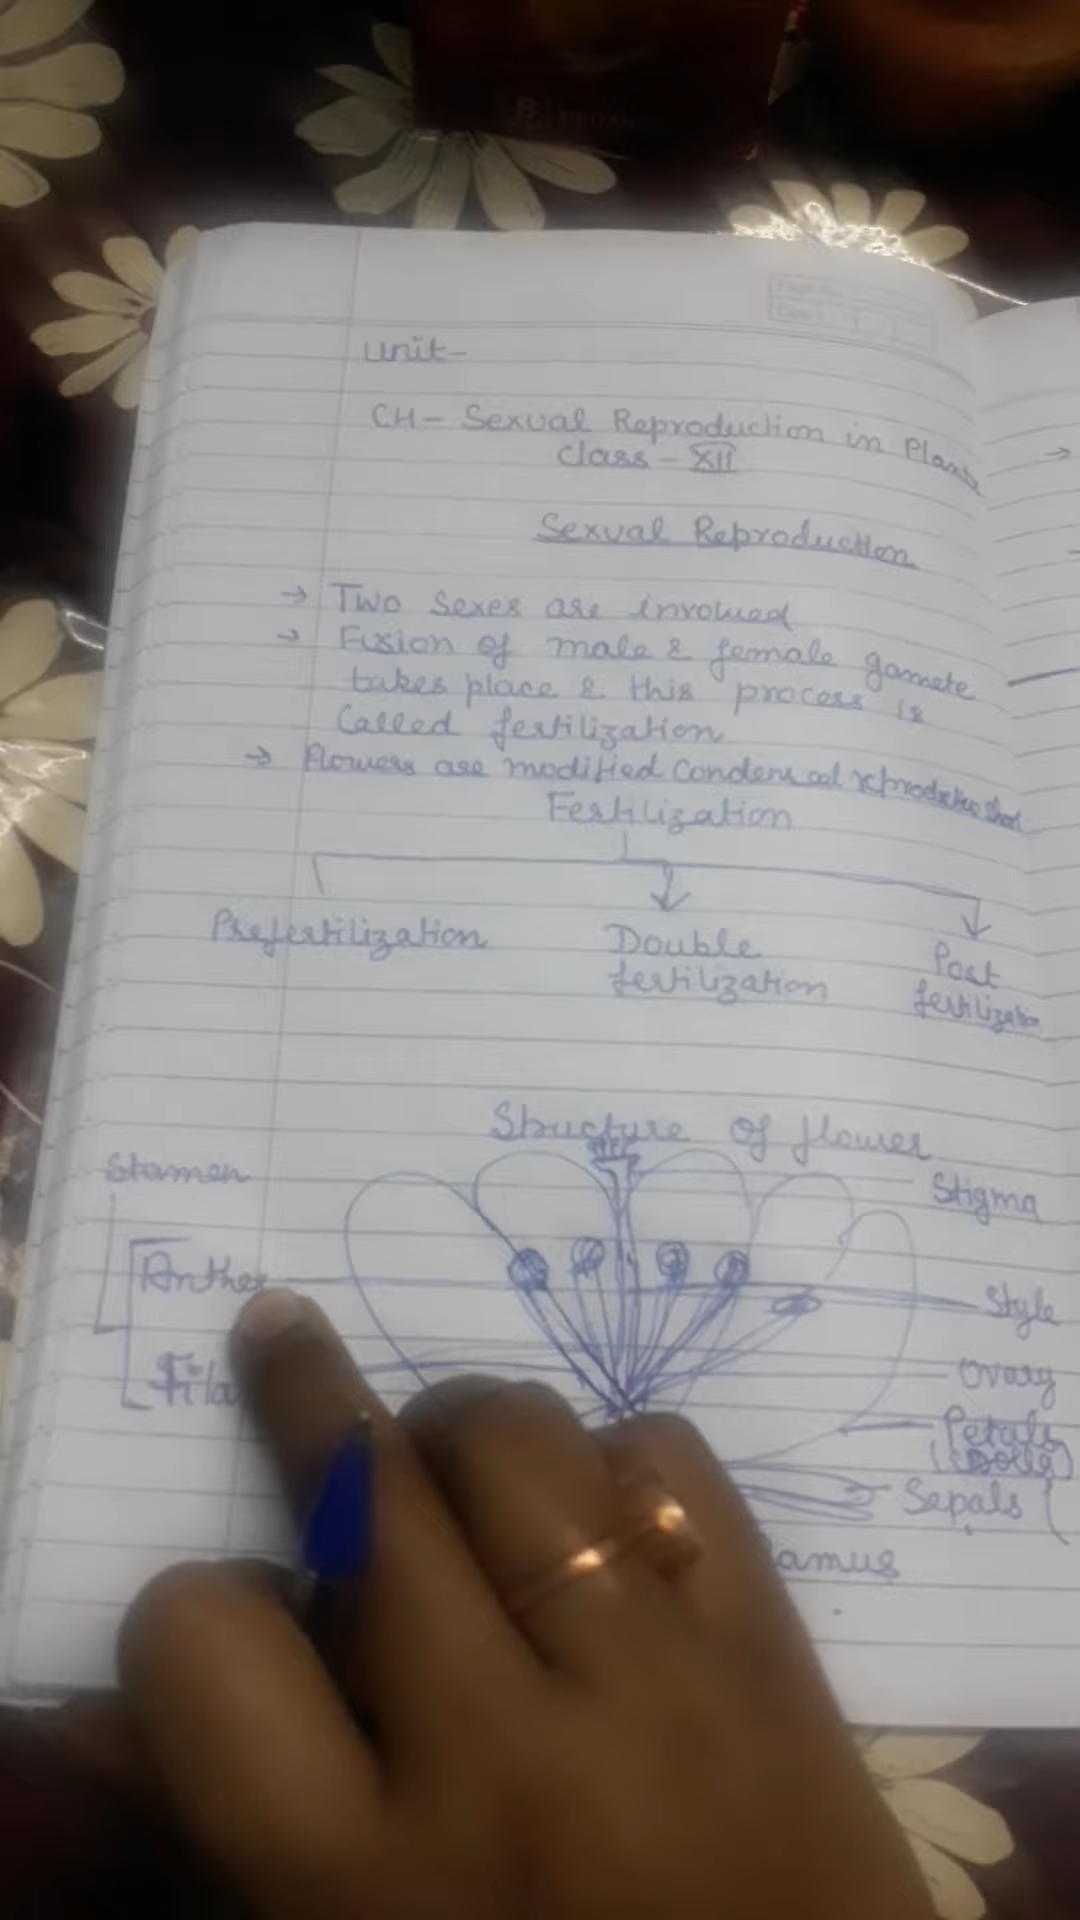 unit-
CH- Sexual Reproduction in Plants
Class - XII
Sexual Reproduction
→ Two Sexes are involved
→ Fusion of male & female gamete
takes place & this process is
Called fertilization
→ Flowers are modified Condensed reproductive Shoot
Fertilization
Prefertilization
Double
fertilization
Post
fertilization
Structure of flower
Stamen
Stigma
Anther
Style
Ovary
Petals
Sepals